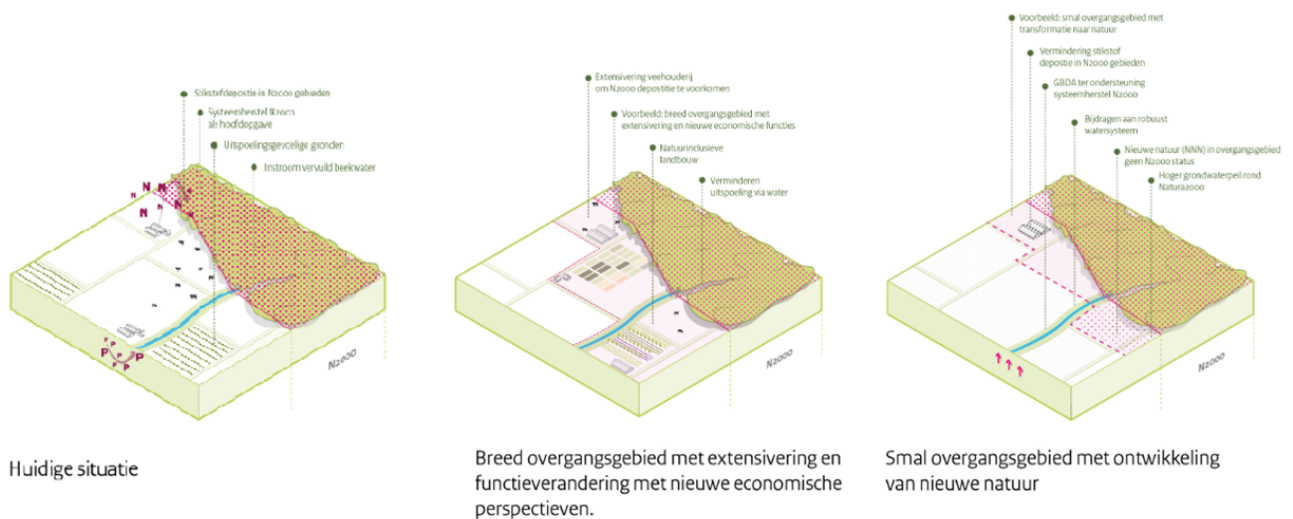 Stikstofdepostie in N2000 gebieden
Systeemherstel N2000
als hoofdopgave
Uitspoelingsgevoelige gronden
Instroom vervuild beekwater
N N N
N N
N N
P P P
P P P
N2000
Huidige situatie
Extensivering veehouderij
om N2000 depostitie te voorkomen
Voorbeeld: breed overgangsgebied met
extensivering en nieuwe economische functies
Natuurinclusieve
landbouw
Verminderen
uitspoeling via water
N2000
Breed overgangsgebied met extensivering en
functieverandering met nieuwe economische
perspectieven.
Voorbeeld: smal overgangsgebied met
transformatie naar natuur
Vermindering stikstof
depostie in N2000 gebieden
GBDA ter ondersteuning
systeemherstel N2000
Bijdragen aan robuust
watersysteem
Nieuwe natuur (NNN) in overgangsgebied
geen N2000 status
Hoger grondwaterpeil rond
Natura2000
N2000
Smal overgangsgebied met ontwikkeling
van nieuwe natuur